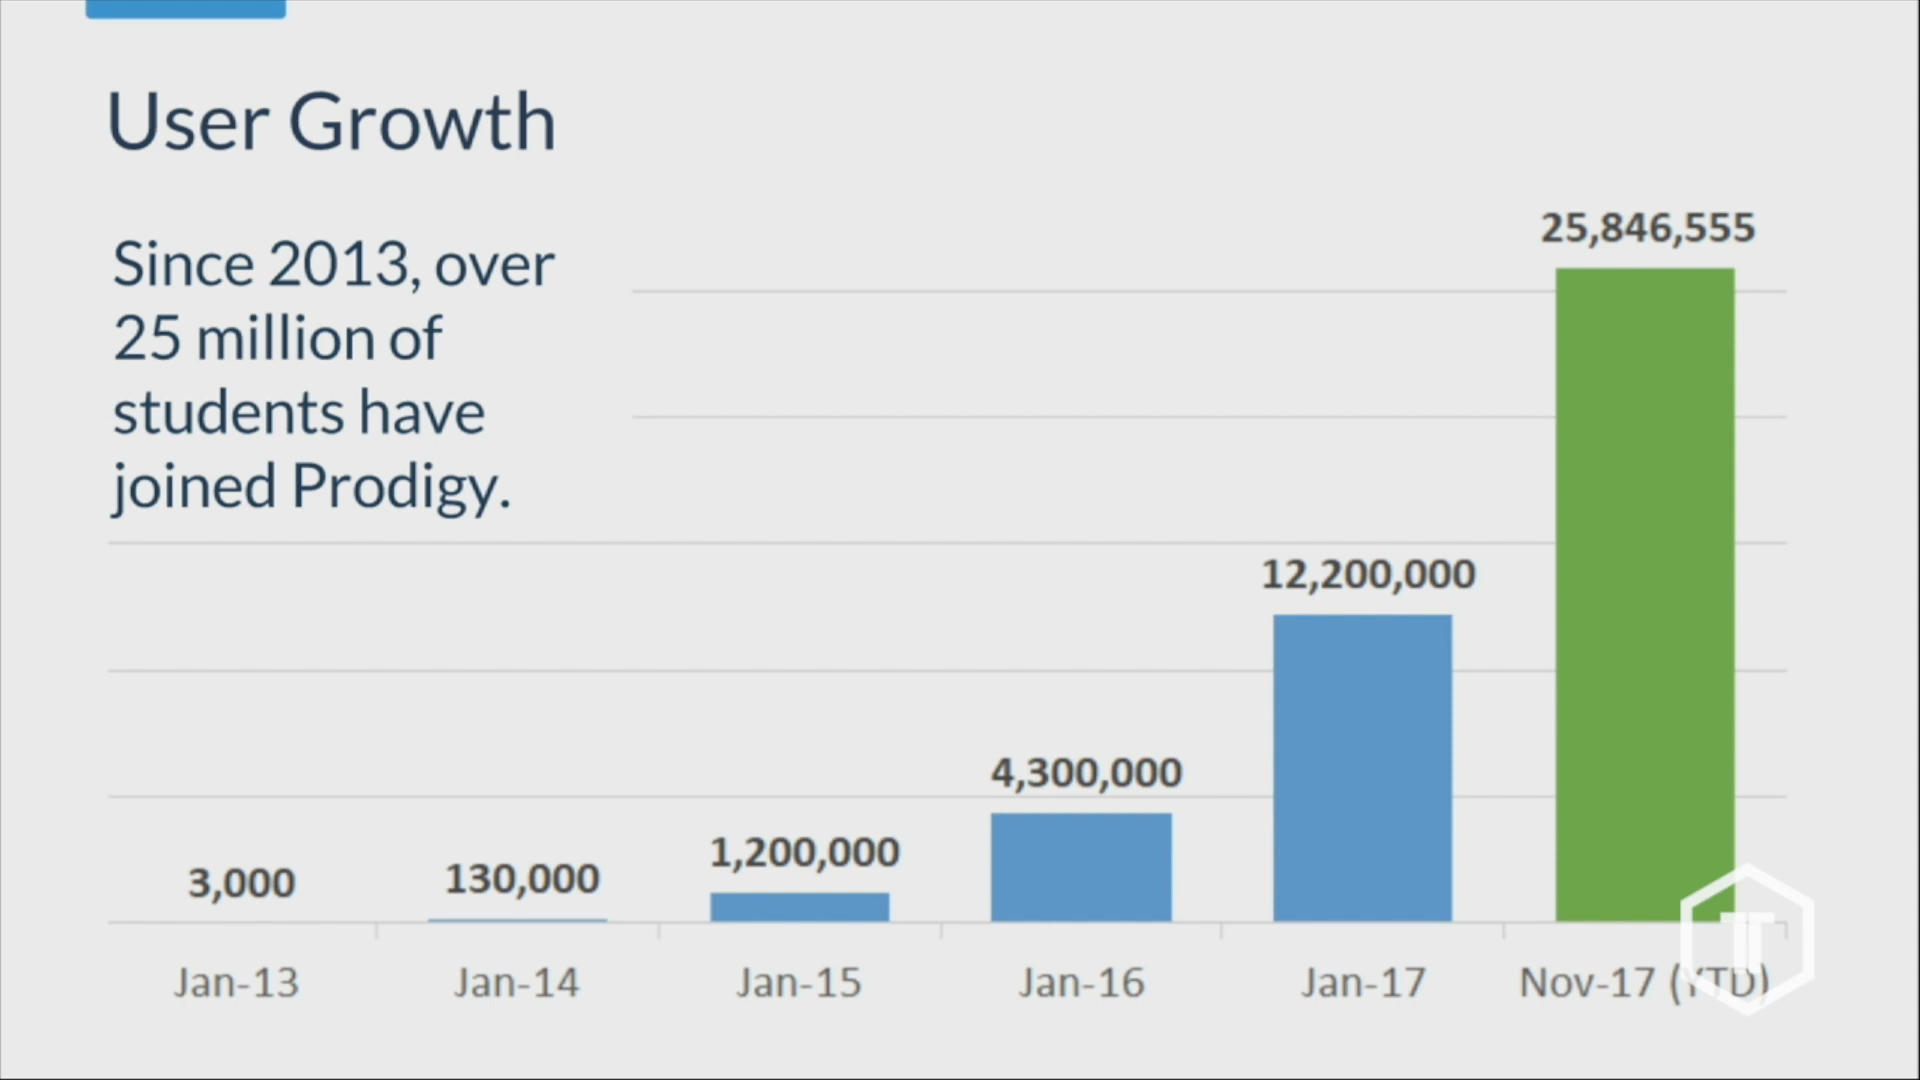 User Growth
Since 2013, over
25 million of
students have
joined Prodigy.
25,846,555
12,200,000
4,300,000
1,200,000
130,000
3,000
Jan-13 Jan-14 Jan-15 Jan-16 Jan-17 Nov-17 (YTD)